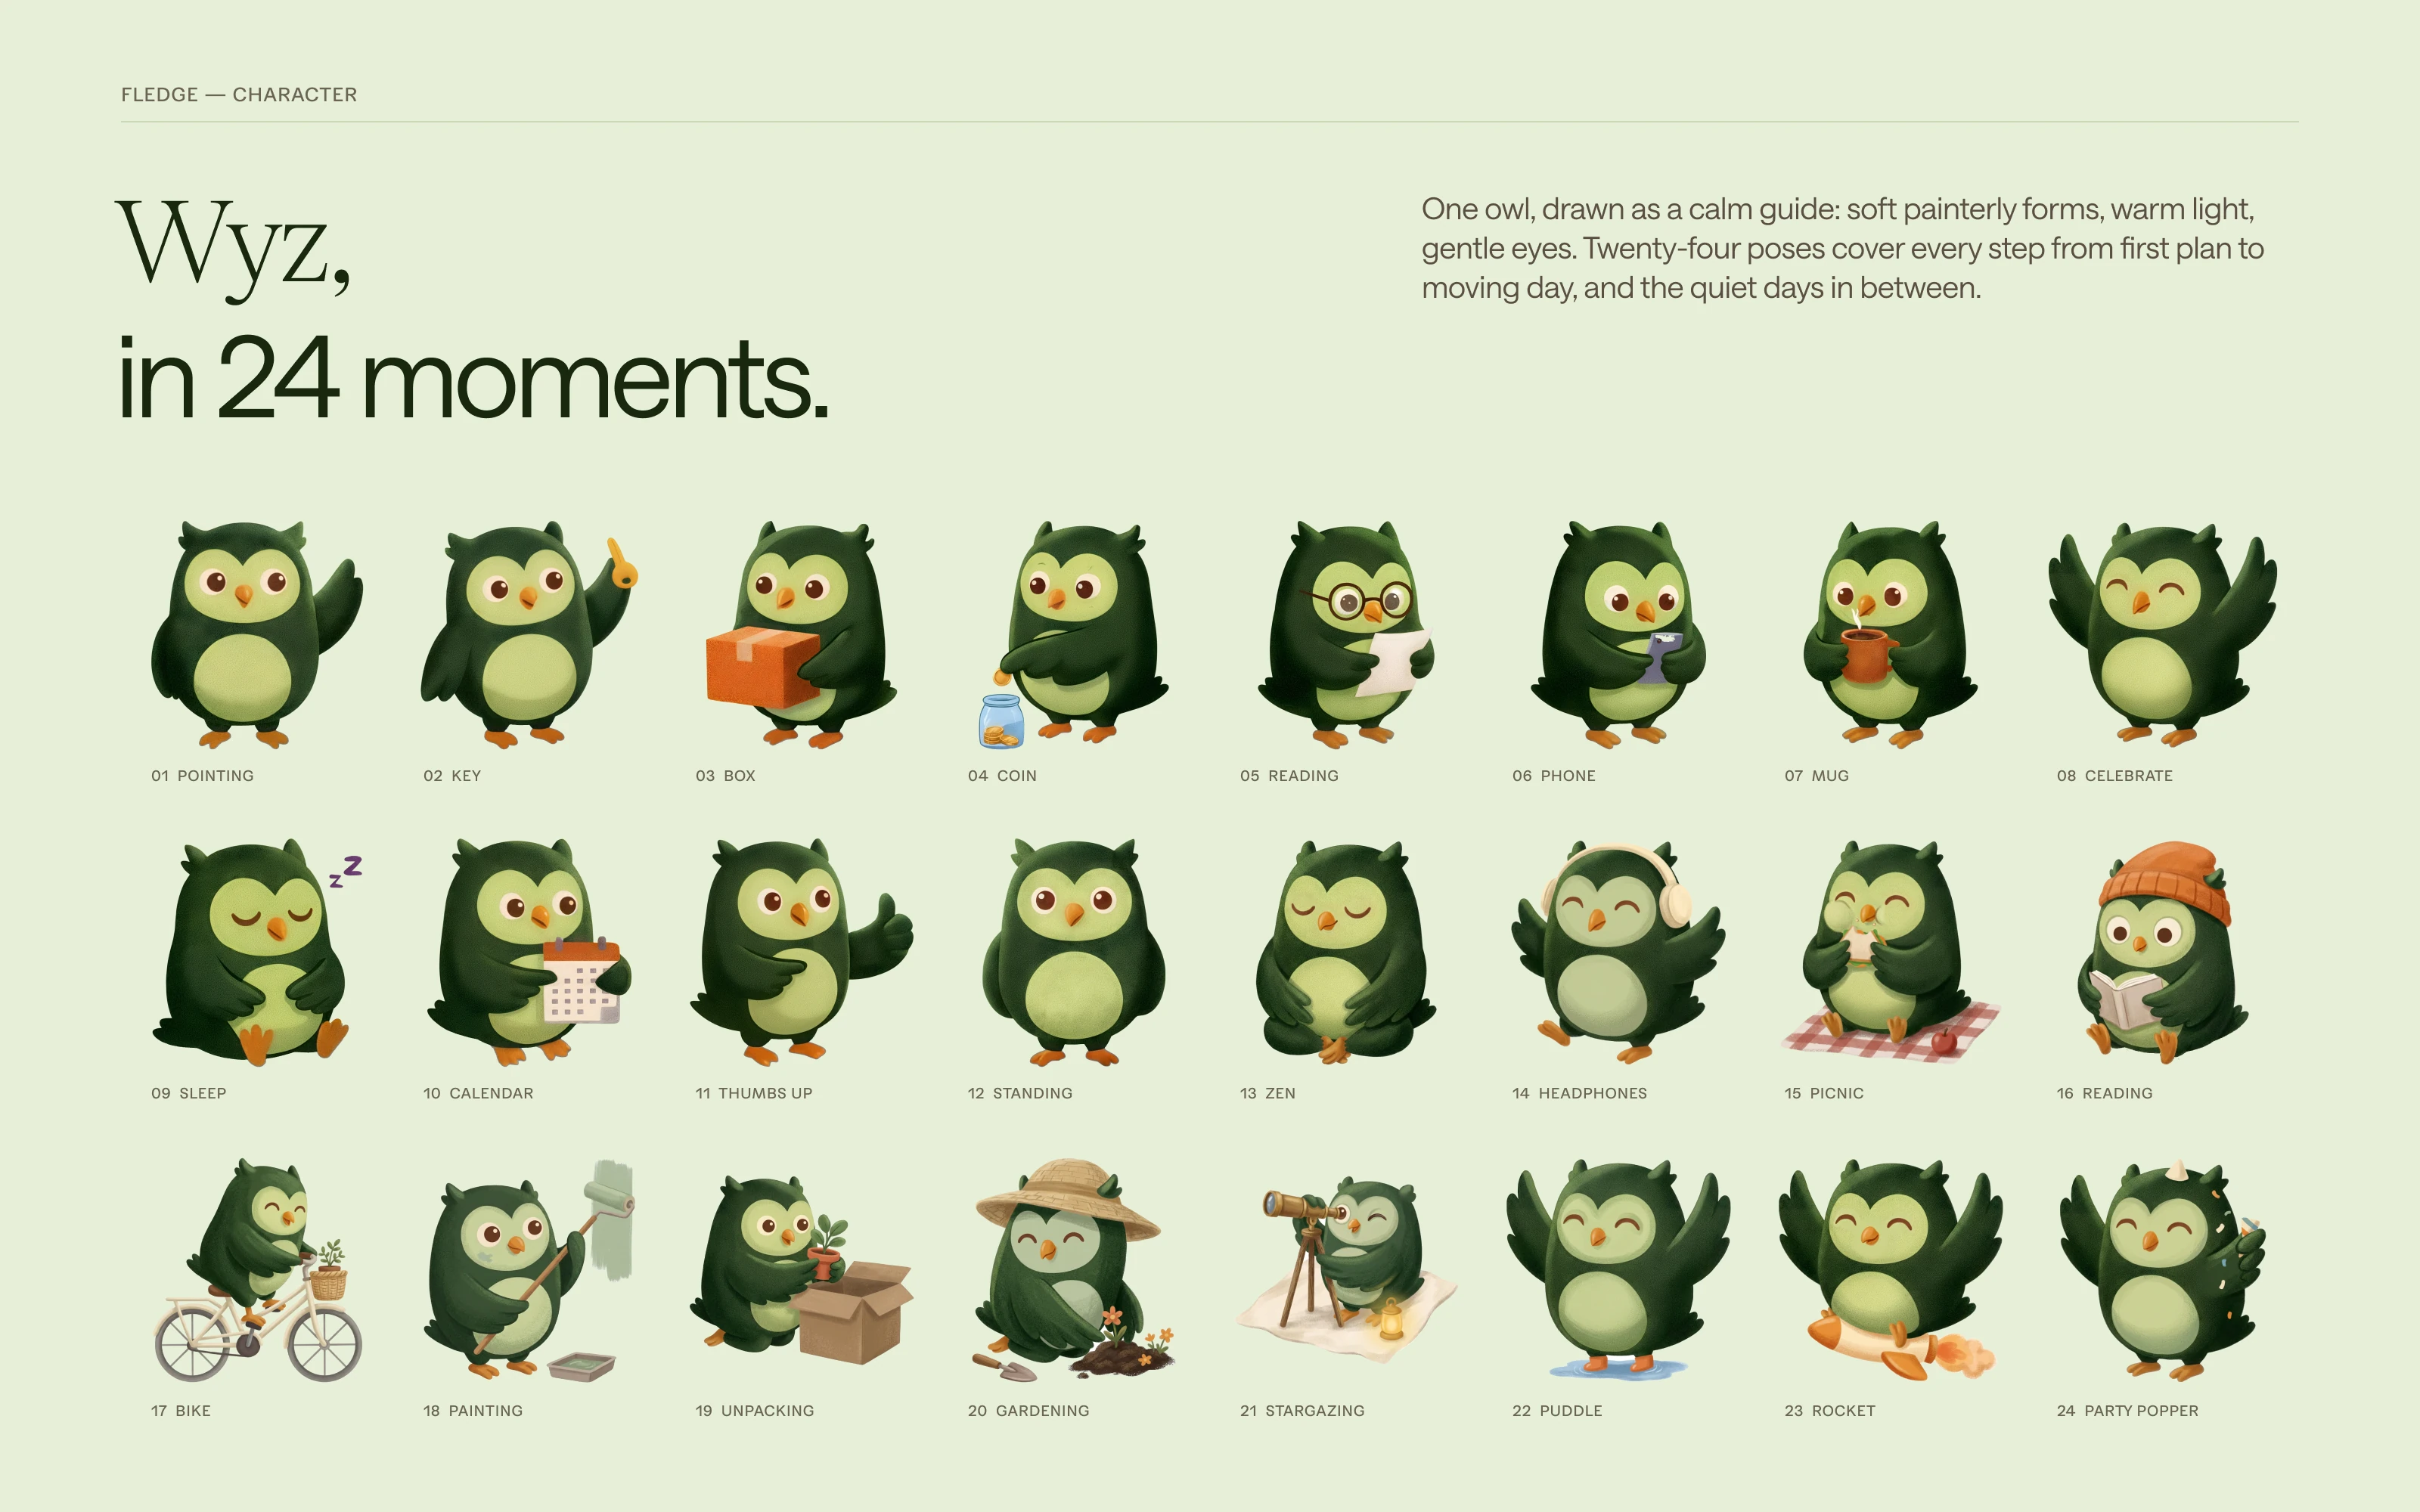 FLEDGE — CHARACTER
Wyz,
in 24 moments.
One owl, drawn as a calm guide: soft painterly forms, warm light,
gentle eyes. Twenty-four poses cover every step from first plan to
moving day, and the quiet days in between.
01 POINTING
02 KEY
03 BOX
04 COIN
05 READING
06 PHONE
07 MUG
08 CELEBRATE
zz
09 SLEEP
10 CALENDAR
11 THUMBS UP
12 STANDING
13 ZEN
14 HEADPHONES
15 PICNIC
16 READING
17 BIKE
18 PAINTING
19 UNPACKING
20 GARDENING
21 STARGAZING
22 PUDDLE
23 ROCKET
24 PARTY POPPER